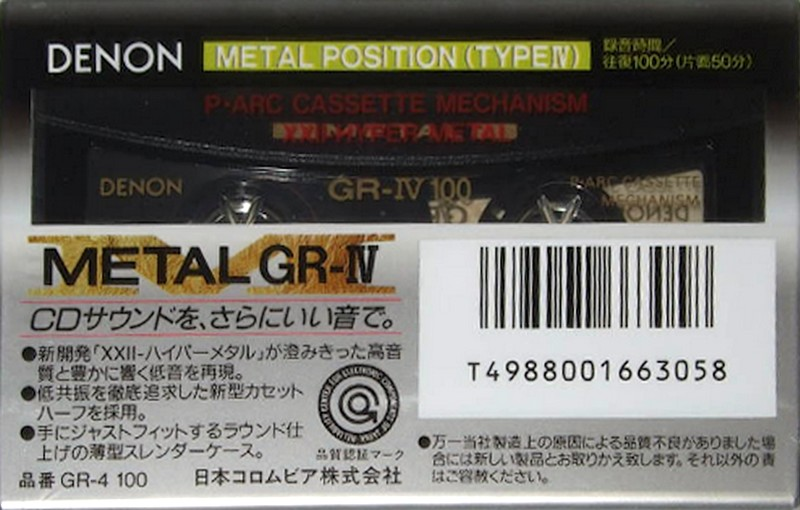 DENON METAL POSITION (TYPEⅣ) 録音時間/
往復100分(片面50分)
P•ARC CASSETTE MECHANISM
XXII-HYPER METAL
DENON GR-Ⅳ 100 P•ARC CASSETTE
MECHANISM
DENON
METAL GR-Ⅳ
CDサウンドを、さらにいい音で。
●新開発「XXII-ハイパーメタル」が澄みきった高音
質と豊かに響く低音を再現。
●低共振を徹底追求した新型カセット
ハーフを採用。
●手にジャストフィットするラウンド仕
上げの薄型スレンダーケース。
品質認証マーク
品番 GR-4 100 日本コロムビア株式会社
T4988001663058
●万一当社製造上の原因による品質不良がありました場
合には新しい製品とお取りかえ致します。それ以外の責
はご容赦ください。